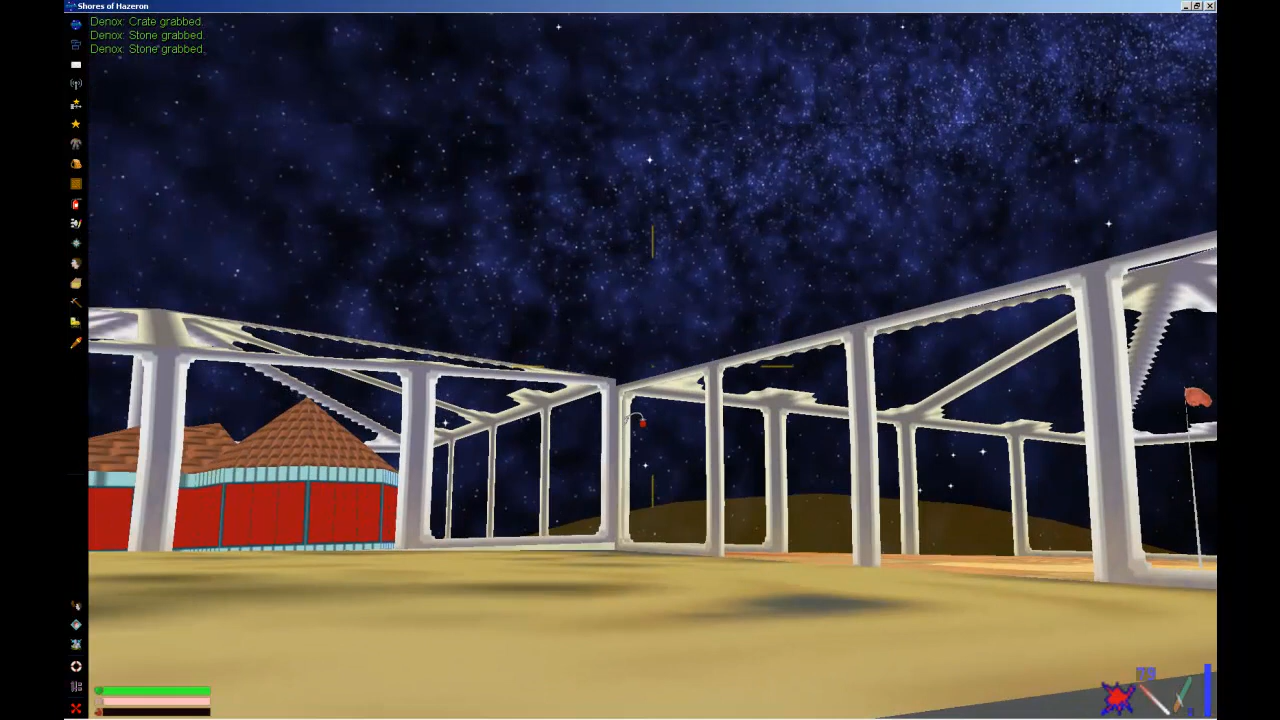 Shores of Hazeron
Denox: Crate grabbed.
Denox: Stone grabbed.
Denox: Stone grabbed.